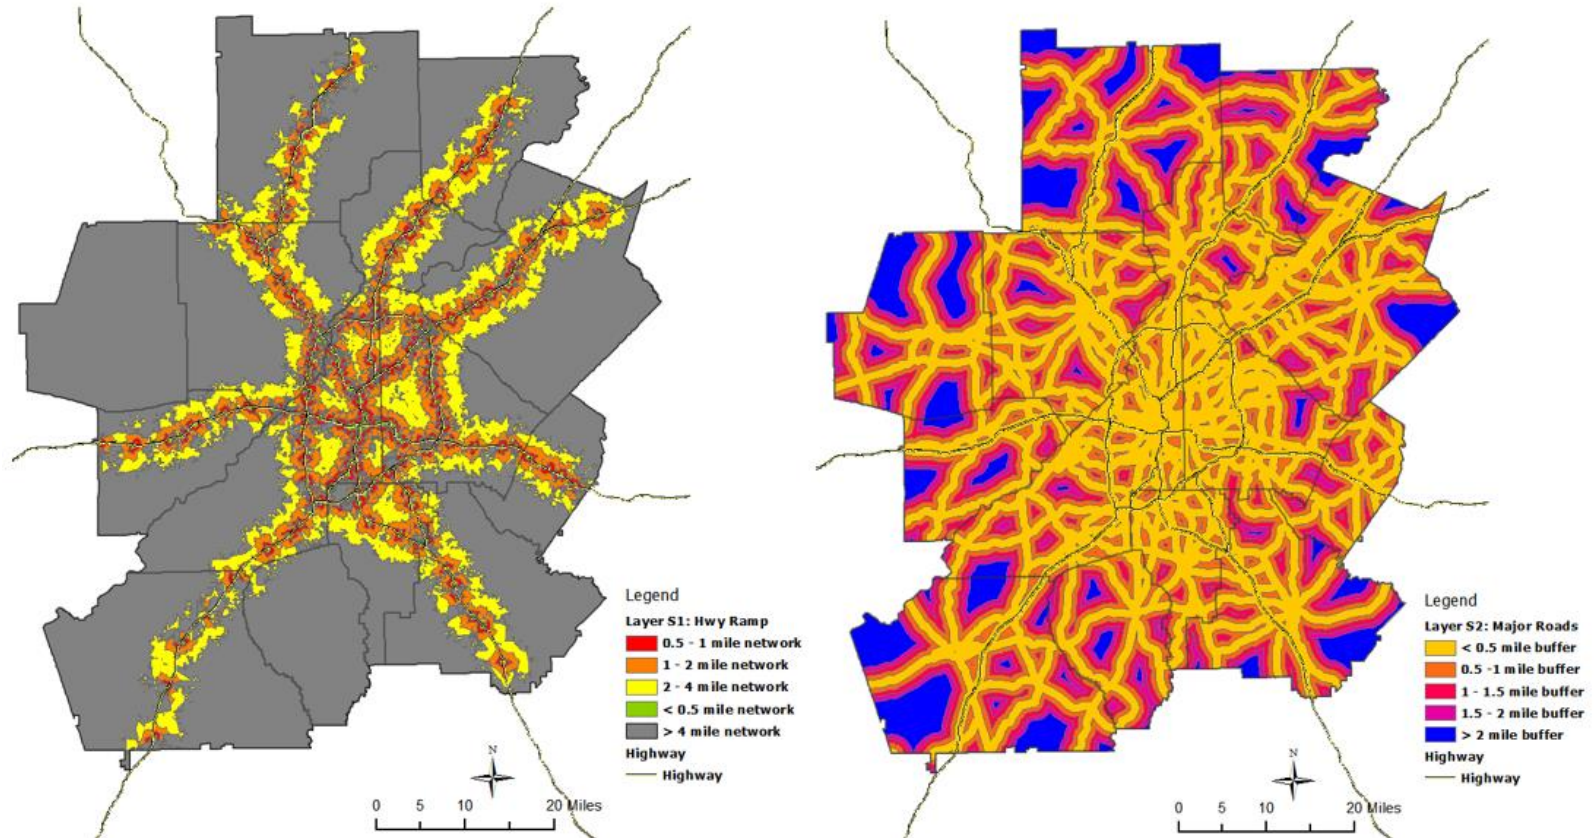 Legend
Layer S1: Hwy Ramp
0.5 - 1 mile network
1 - 2 mile network
2 - 4 mile network
< 0.5 mile network
> 4 mile network
Highway
Highway
N
0 5 10 20 Miles
Legend
Layer S2: Major Roads
< 0.5 mile buffer
0.5 -1 mile buffer
1 - 1.5 mile buffer
1.5 - 2 mile buffer
> 2 mile buffer
Highway
Highway
N
0 5 10 20 Miles